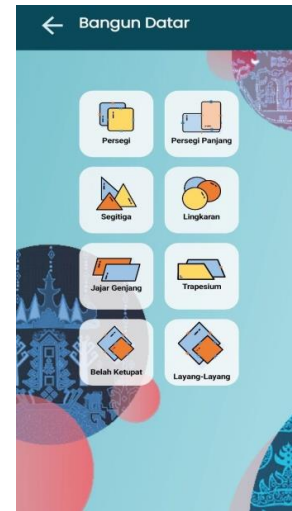 Bangun Datar
Persegi
Persegi Panjang
Segitiga
Lingkaran
Jajar Genjang
Trapesium
Belah Ketupat
Layang-Layang